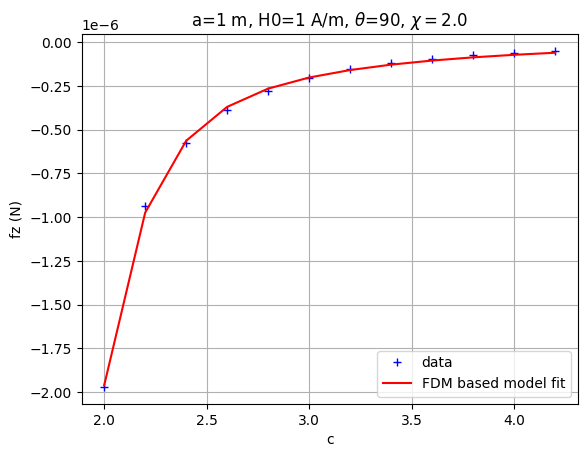 a=1 m, H0=1 A/m, θ=90, χ = 2.0
1e−6
0.00
−0.25
−0.50
−0.75
−1.00
−1.25
−1.50
−1.75
−2.00
fz (N)
data
FDM based model fit
2.0 2.5 3.0 3.5 4.0
c